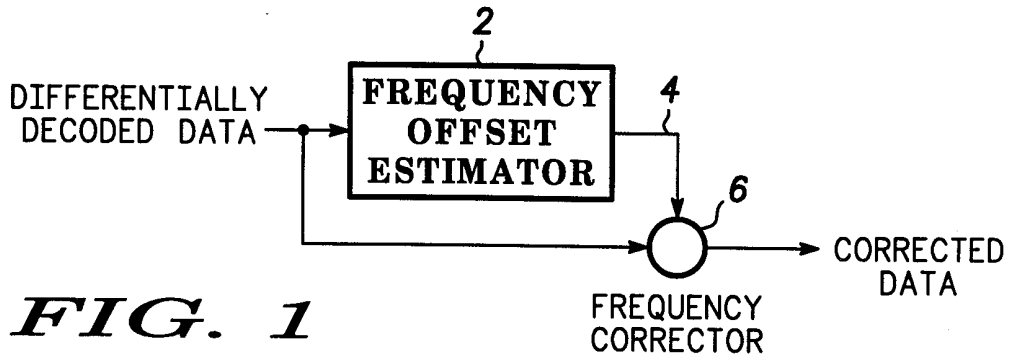 2
DIFFERENTIALLY
DECODED DATA
FREQUENCY
OFFSET
ESTIMATOR
4
6
CORRECTED
DATA
FREQUENCY
CORRECTOR
FIG. 1